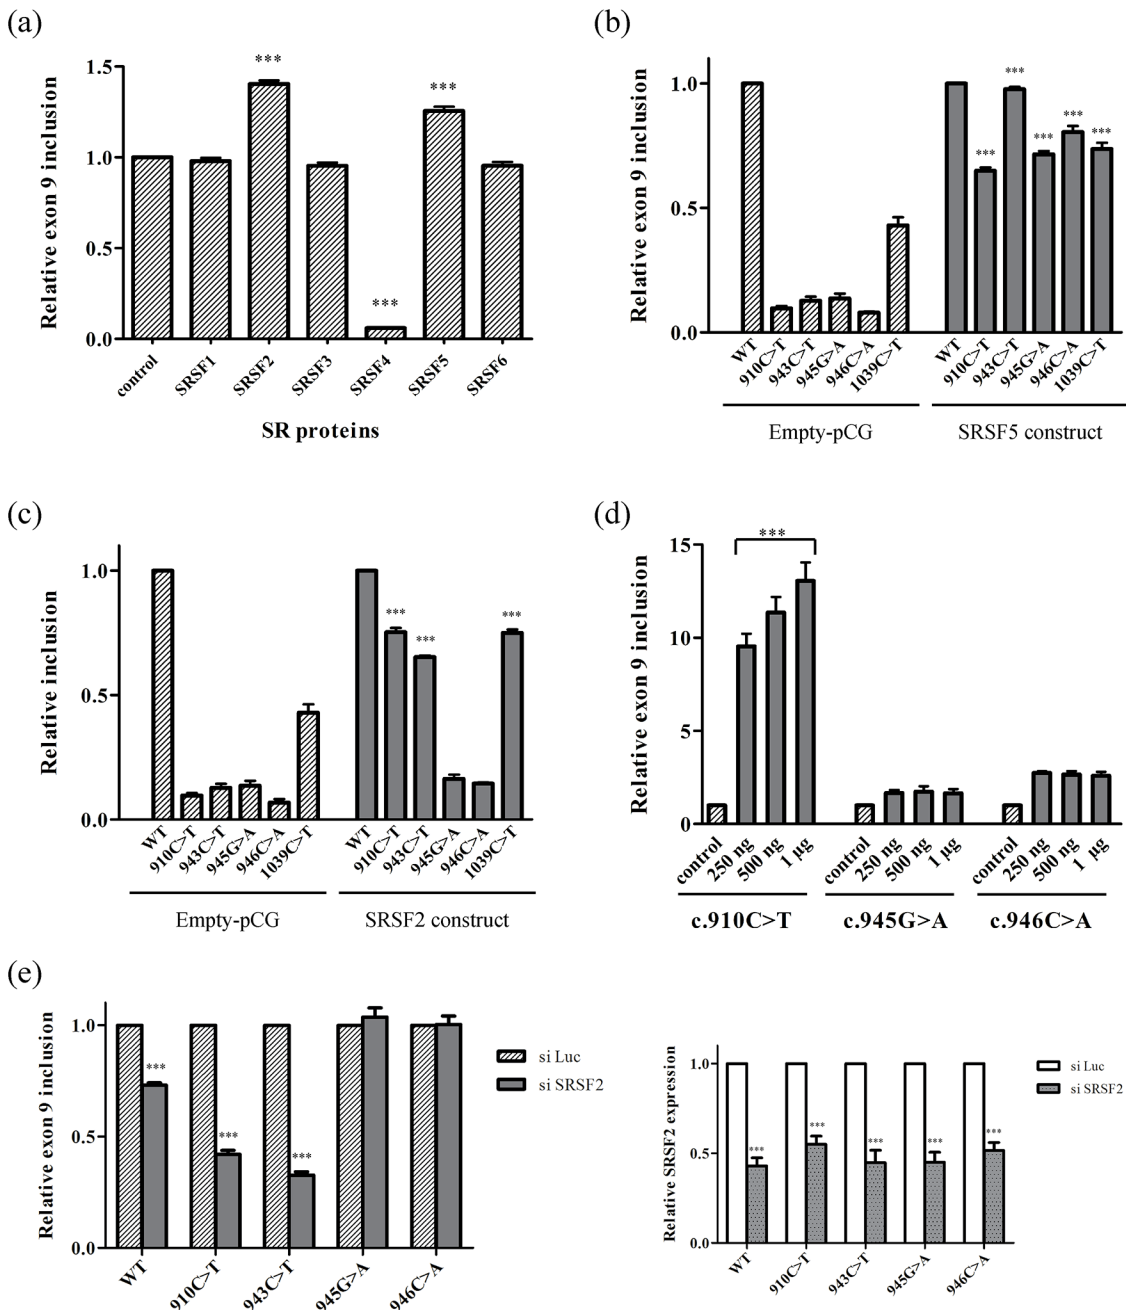 (a)
Relative exon 9 inclusion
1.5
1.0
0.5
0.0
***
***
***
control
SRSF1
SRSF2
SRSF3
SRSF4
SRSF5
SRSF6
SR proteins
(b)
Relative exon 9 inclusion
1.0
0.5
0.0
***
***
***
***
***
WT
910C>T
943C>T
945G>A
946C>A
1039C>T
WT
910C>T
943C>T
945G>A
946C>A
1039C>T
Empty-pCG
SRSF5 construct
(c)
Relative inclusion
1.0
0.5
0.0
***
***
***
WT
910C>T
943C>T
945G>A
946C>A
1039C>T
WT
910C>T
943C>T
945G>A
946C>A
1039C>T
Empty-pCG
SRSF2 construct
(d)
Relative exon 9 inclusion
15
10
5
0
***
control
250 ng
500 ng
1 µg
control
250 ng
500 ng
1 µg
control
250 ng
500 ng
1 µg
c.910C>T
c.945G>A
c.946C>A
(e)
Relative exon 9 inclusion
1.0
0.5
0.0
***
***
***
WT
910C>T
943C>T
945G>A
946C>A
si Luc
si SRSF2
Relative SRSF2 expression
1.0
0.5
0.0
***
***
***
***
***
WT
910C>T
943C>T
945G>A
946C>A
si Luc
si SRSF2